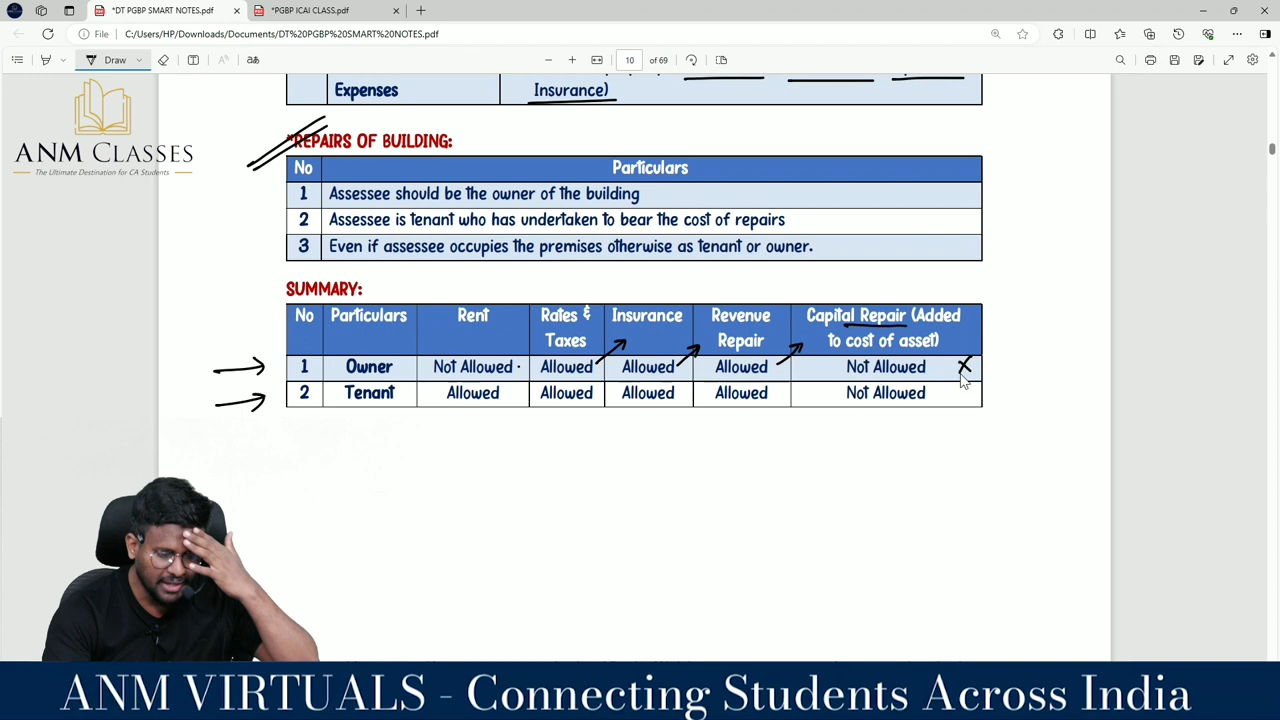 *DT PGBP SMART NOTES.pdf
*PGBP ICAI CLASS.pdf
File
C:/Users/HP/Downloads/Documents/DT%20PGBP%20SMART%20NOTES.pdf
Draw
10 of 69
ANM CLASSES
The Ultimate Destination for CA Students
Expenses
Insurance)
*REPAIRS OF BUILDING:
No Particulars
1 Assessee should be the owner of the building
2 Assessee is tenant who has undertaken to bear the cost of repairs
3 Even if assessee occupies the premises otherwise as tenant or owner.
SUMMARY:
No Particulars Rent Rates & Taxes Insurance Revenue Repair Capital Repair (Added to cost of asset)
1 Owner Not Allowed Allowed Allowed Allowed Not Allowed X
2 Tenant Allowed Allowed Allowed Allowed Not Allowed
ANM VIRTUALS - Connecting Students Across India